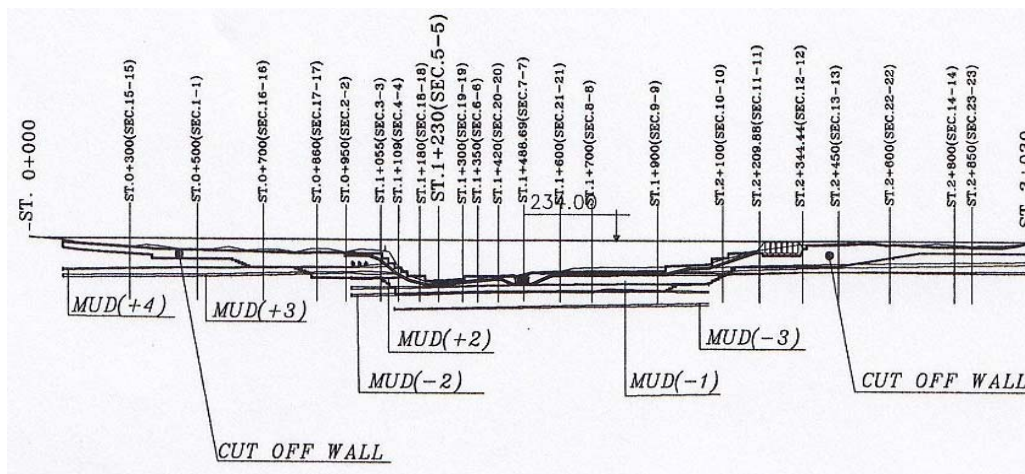 ST. 0+000
ST.0+300(SEC.15-15)
ST.0+500(SEC.1-1)
ST.0+700(SEC.16-16)
ST.0+860(SEC.17-17)
ST.0+950(SEC.2-2)
ST.1+055(SEC.3-3)
ST.1+109(SEC.4-4)
ST.1+180(SEC.18-18)
ST.1+230(SEC.5-5)
ST.1+300(SEC.19-19)
ST.1+350(SEC.6-6)
ST.1+420(SEC.20-20)
ST.1+486.69(SEC.7-7)
ST.1+600(SEC.21-21)
ST.1+700(SEC.8-8)
ST.1+900(SEC.9-9)
ST.2+100(SEC.10-10)
ST.2+209.88(SEC.11-11)
ST.2+344.44(SEC.12-12)
ST.2+450(SEC.13-13)
ST.2+600(SEC.22-22)
ST.2+800(SEC.14-14)
ST.2+850(SEC.23-23)
234.00
MUD(+4)
MUD(+3)
MUD(+2)
MUD(-3)
MUD(-2)
MUD(-1)
CUT OFF WALL
CUT OFF WALL